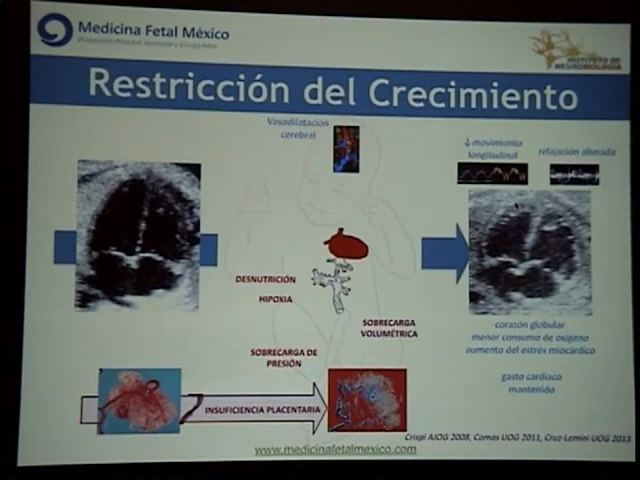 Medicina Fetal México
INSTITUTO DE
NEUROBIOLOGÍA
Restricción del Crecimiento
Vasodilatación
cerebral
↓movimiento
longitudinal
relajación alterada
DESNUTRICIÓN
HIPOXIA
SOBRECARGA
VOLUMÉTRICA
SOBRECARGA DE
PRESIÓN
corazón globular
menor consumo de oxígeno
aumento del estrés miocárdico
gasto cardiaco
mantenido
INSUFICIENCIA PLACENTARIA
Crispi AJOG 2008, Comas UOG 2011, Cruz-Lemini UOG 2013
www.medicinafetalmexico.com